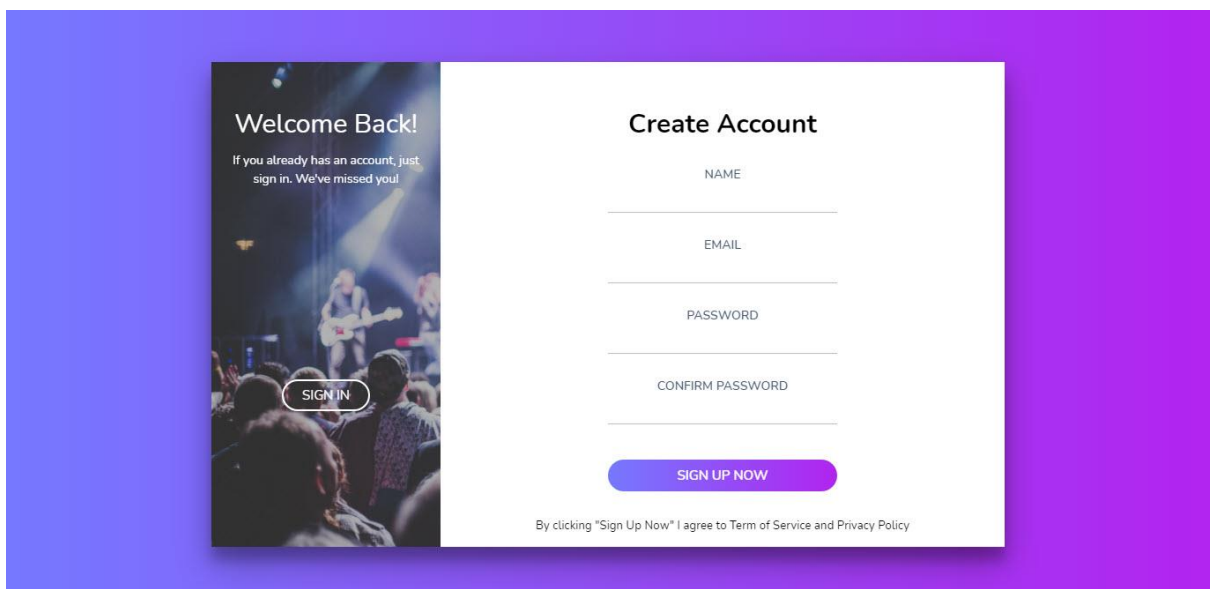 Welcome Back!
If you already has an account, just
sign in. We've missed you!
SIGN IN
Create Account
NAME
EMAIL
PASSWORD
CONFIRM PASSWORD
SIGN UP NOW
By clicking "Sign Up Now" I agree to Term of Service and Privacy Policy